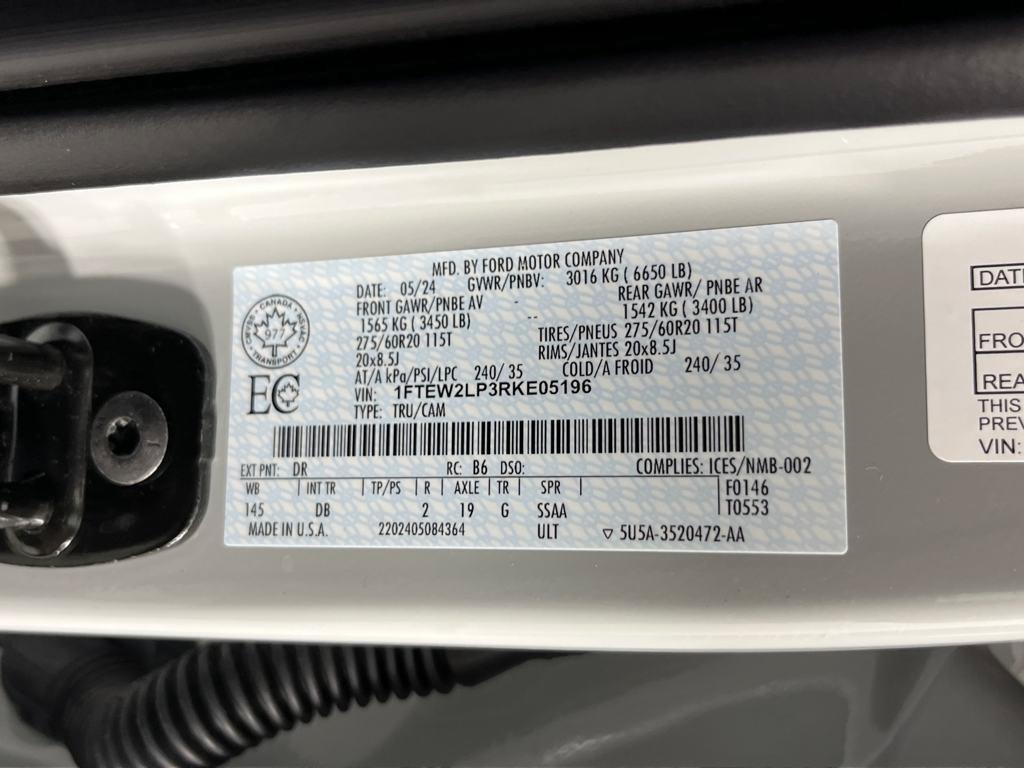 MFD. BY FORD MOTOR COMPANY
DATE: 05/24 GVWR/PNBV: 3016 KG ( 6650 LB)
FRONT GAWR/PNBE AV - REAR GAWR/ PNBE AR
1565 KG ( 3450 LB) -- 1542 KG ( 3400 LB)
275/60R20 115T TIRES/PNEUS 275/60R20 115T
20x8.5J RIMS/JANTES 20x8.5J
AT/A kPa/PSI/LPC 240/ 35 COLD/A FROID 240/ 35
VIN: 1FTEW2LP3RKE05196
TYPE: TRU/CAM
CANADA
977
TRANSPORT
EC
EXT PNT: DR RC: B6 DSO: COMPLIES: ICES/NMB-002
WB | INT TR | TP/PS | R | AXLE | TR | SPR | F0146
145 DB 2 19 G SSAA T0553
MADE IN U.S.A. 2202405084364 ULT ▽ 5U5A-3520472-AA
DATE
FRO
REA
THIS
PREV
VIN: